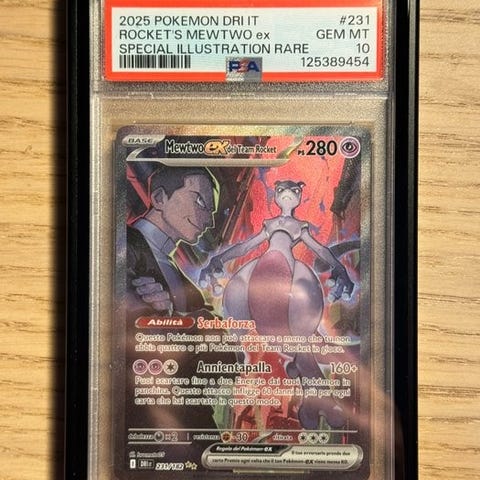 2025 POKEMON DRI IT #231
ROCKET'S MEWTWO ex GEM MT
SPECIAL ILLUSTRATION RARE 10
PSA 125389454
BASE Mewtwo ex del Team Rocket PS 280
Abilità Serbaforza
Questo Pokémon non può attaccare a meno che tu non
abbia quattro o più Pokémon del Team Rocket in gioco.
Annientapalla 160+
Puoi scartare fino a due Energie dai tuoi Pokémon in
panchina. Questo attacco infligge 60 danni in più per ogni
carta che hai scartato in questo modo.
debolezza ×2 resistenza -30 ritirata
Regola dei Pokémon-ex
DRI IT 231/182